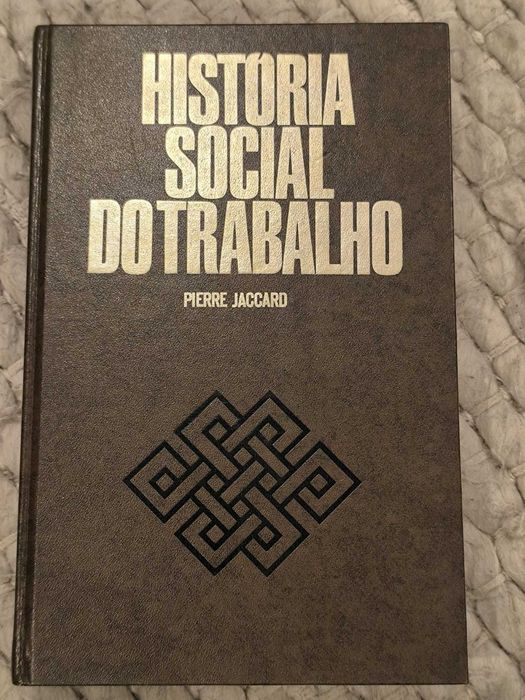 HISTÓRIA
SOCIAL
DO TRABALHO
PIERRE JACCARD